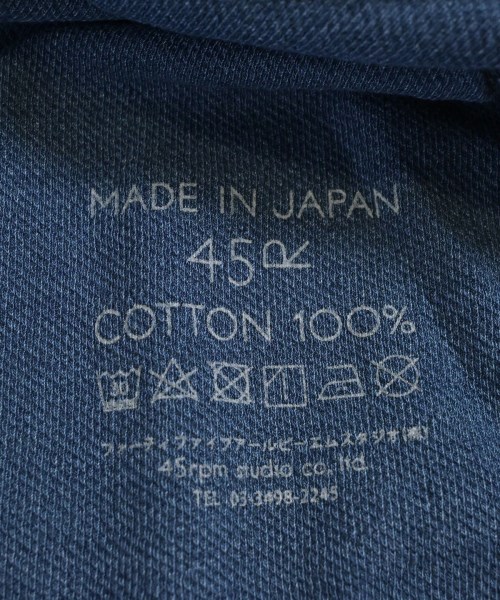 MADE IN JAPAN
45R
COTTON 100%
30
フォーティファイブアールピーエムスタジオ(株)
45rpm studio co., ltd.
TEL 03-3498-2245